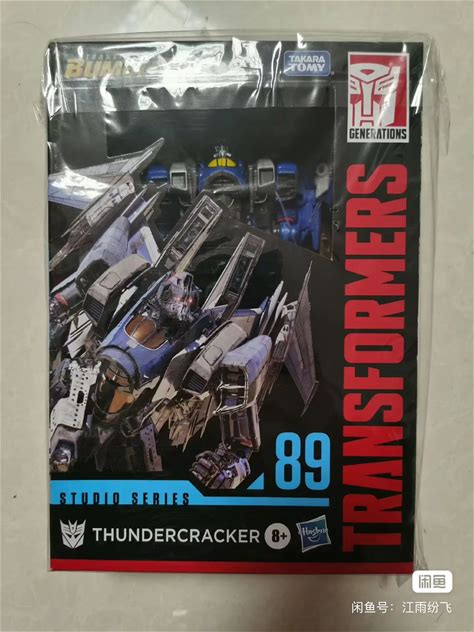 BUM
TAKARA
TOMY
GENERATIONS
TRANSFORMERS
89
STUDIO SERIES
THUNDERCRACKER
8+
Hasbro
闲鱼
闲鱼号：江雨纷飞